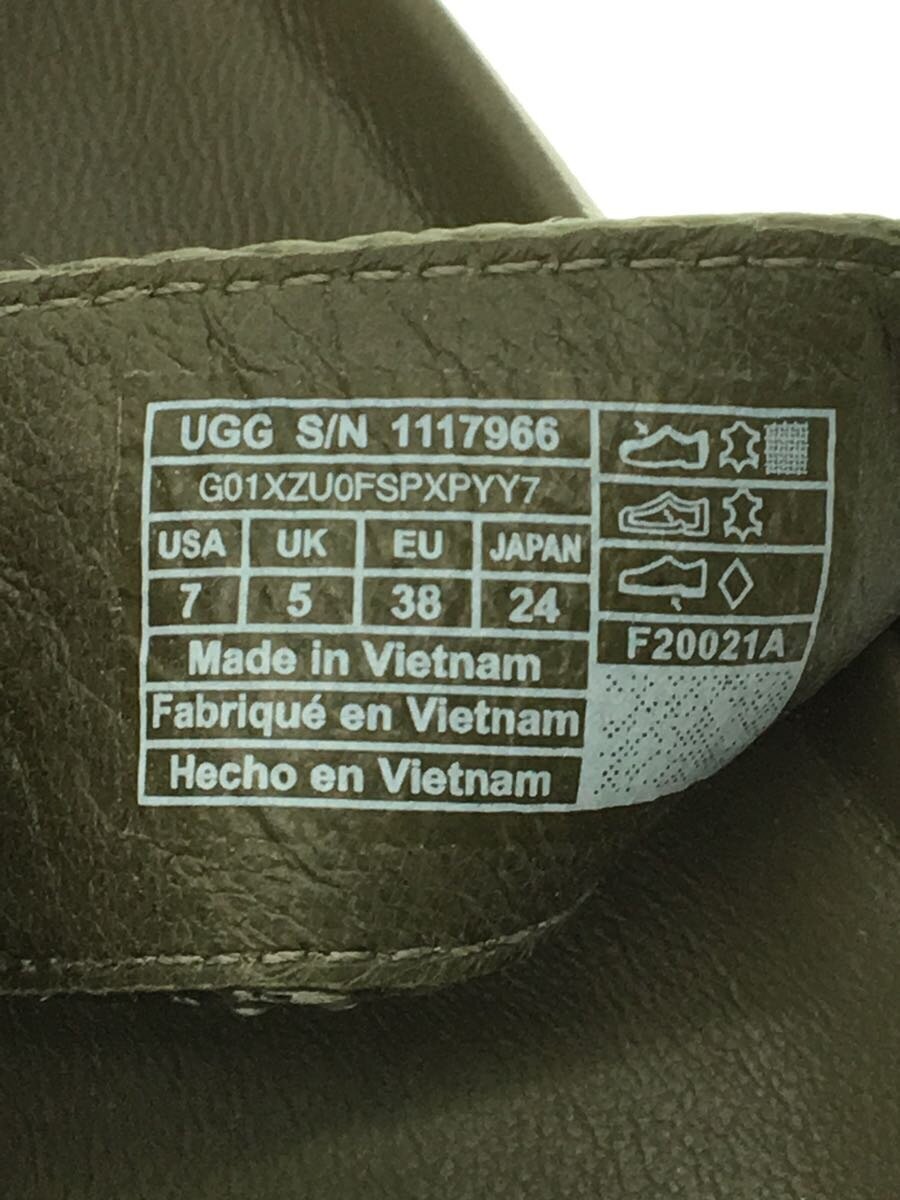 UGG S/N 1117966
G01XZU0FSPXPYY7
USA UK EU JAPAN
7 5 38 24
Made in Vietnam
Fabriqué en Vietnam
Hecho en Vietnam
F20021A